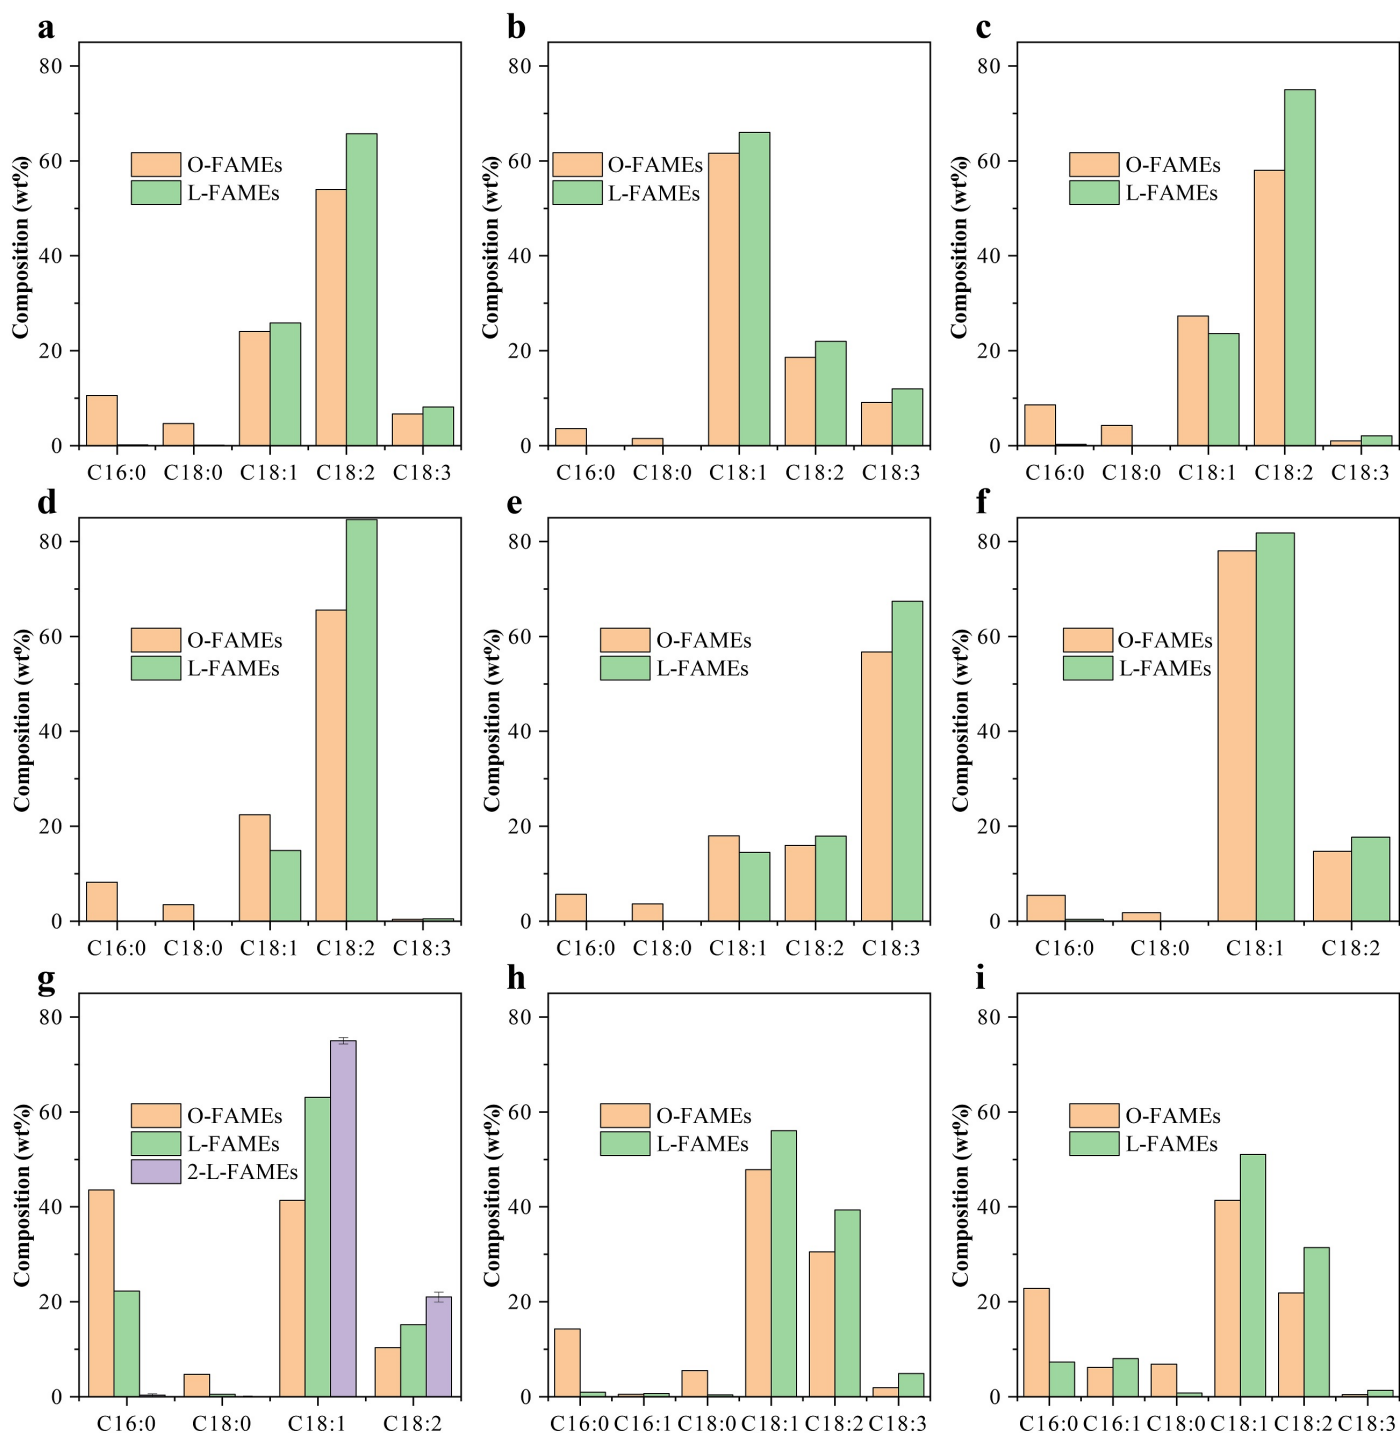 a
Composition (wt%)
80
60
40
20
0
O-FAMEs
L-FAMEs
C16:0 C18:0 C18:1 C18:2 C18:3
b
Composition (wt%)
80
60
40
20
0
O-FAMEs
L-FAMEs
C16:0 C18:0 C18:1 C18:2 C18:3
c
Composition (wt%)
80
60
40
20
0
O-FAMEs
L-FAMEs
C16:0 C18:0 C18:1 C18:2 C18:3
d
Composition (wt%)
80
60
40
20
0
O-FAMEs
L-FAMEs
C16:0 C18:0 C18:1 C18:2 C18:3
e
Composition (wt%)
80
60
40
20
0
O-FAMEs
L-FAMEs
C16:0 C18:0 C18:1 C18:2 C18:3
f
Composition (wt%)
80
60
40
20
0
O-FAMEs
L-FAMEs
C16:0 C18:0 C18:1 C18:2
g
Composition (wt%)
80
60
40
20
0
O-FAMEs
L-FAMEs
2-L-FAMEs
C16:0 C18:0 C18:1 C18:2
h
Composition (wt%)
80
60
40
20
0
O-FAMEs
L-FAMEs
C16:0 C16:1 C18:0 C18:1 C18:2 C18:3
i
Composition (wt%)
80
60
40
20
0
O-FAMEs
L-FAMEs
C16:0 C16:1 C18:0 C18:1 C18:2 C18:3